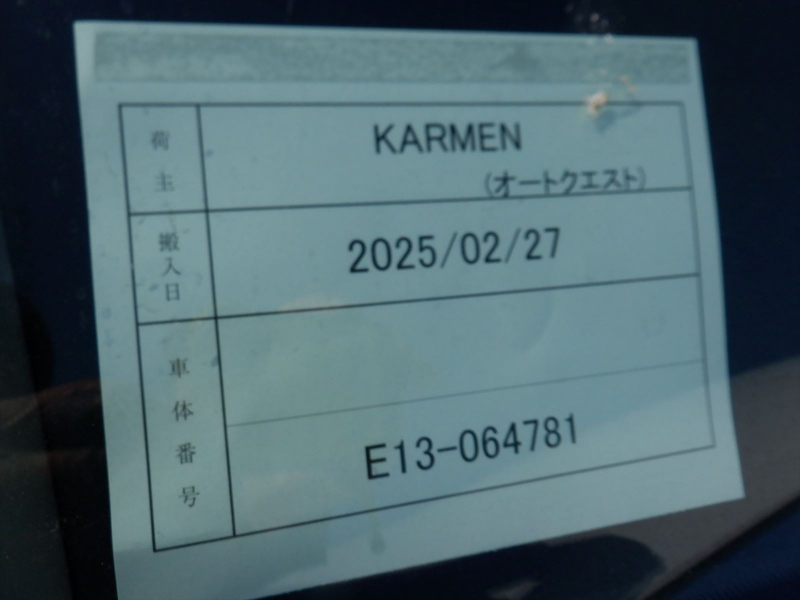 荷主 KARMEN
(オートクエスト)
搬入日 2025/02/27
車体番号 E13-064781